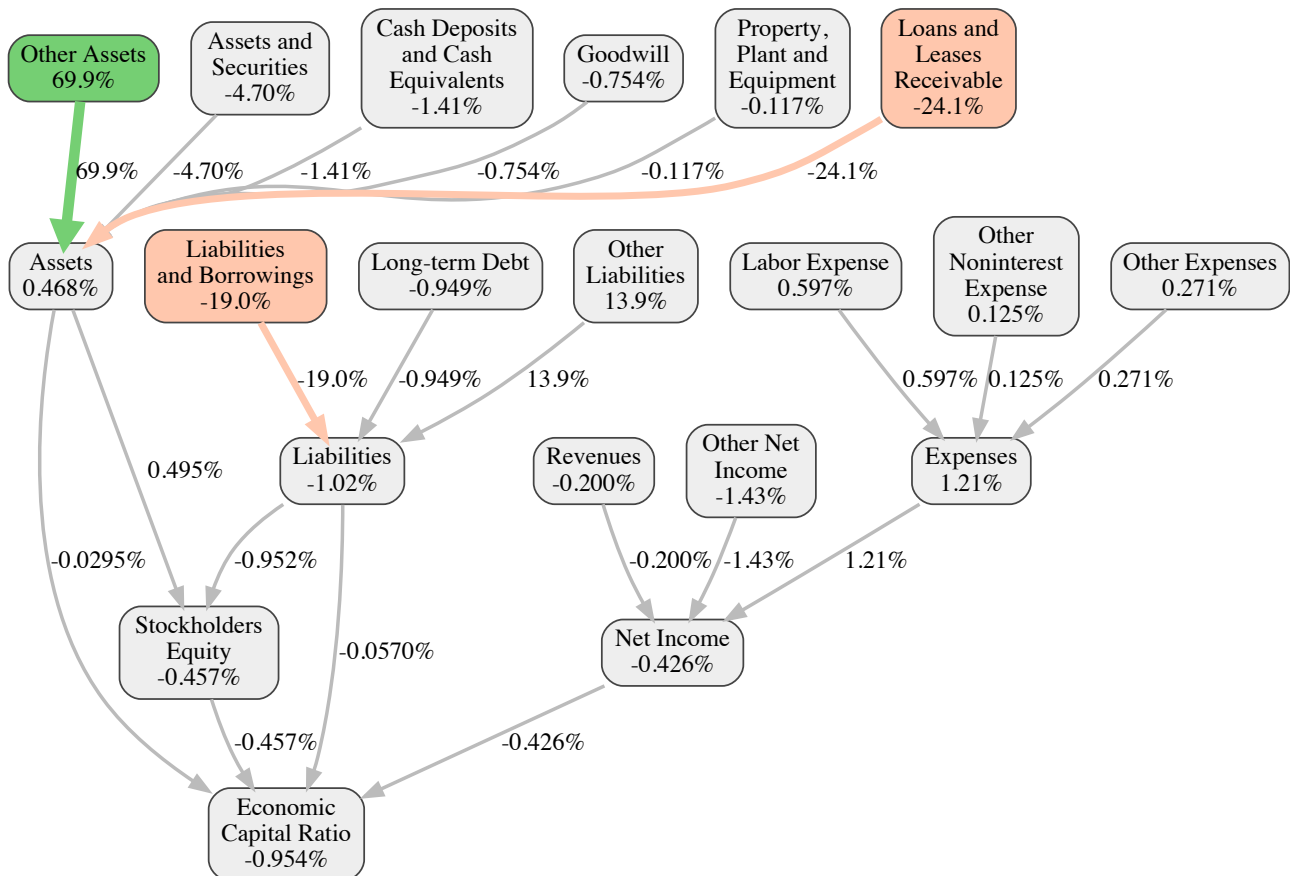 Other Assets
69.9%
Assets and
Securities
-4.70%
Cash Deposits
and Cash
Equivalents
-1.41%
Goodwill
-0.754%
Property,
Plant and
Equipment
-0.117%
Loans and
Leases
Receivable
-24.1%
69.9%
-4.70%
-1.41%
-0.754%
-0.117%
-24.1%
Assets
0.468%
Liabilities
and Borrowings
-19.0%
Long-term Debt
-0.949%
Other
Liabilities
13.9%
Labor Expense
0.597%
Other
Noninterest
Expense
0.125%
Other Expenses
0.271%
-19.0%
-0.949%
13.9%
0.597%
0.125%
0.271%
0.495%
Liabilities
-1.02%
Revenues
-0.200%
Other Net
Income
-1.43%
Expenses
1.21%
-0.0295%
-0.952%
-0.200%
-1.43%
1.21%
Stockholders
Equity
-0.457%
-0.0570%
Net Income
-0.426%
-0.457%
-0.426%
Economic
Capital Ratio
-0.954%